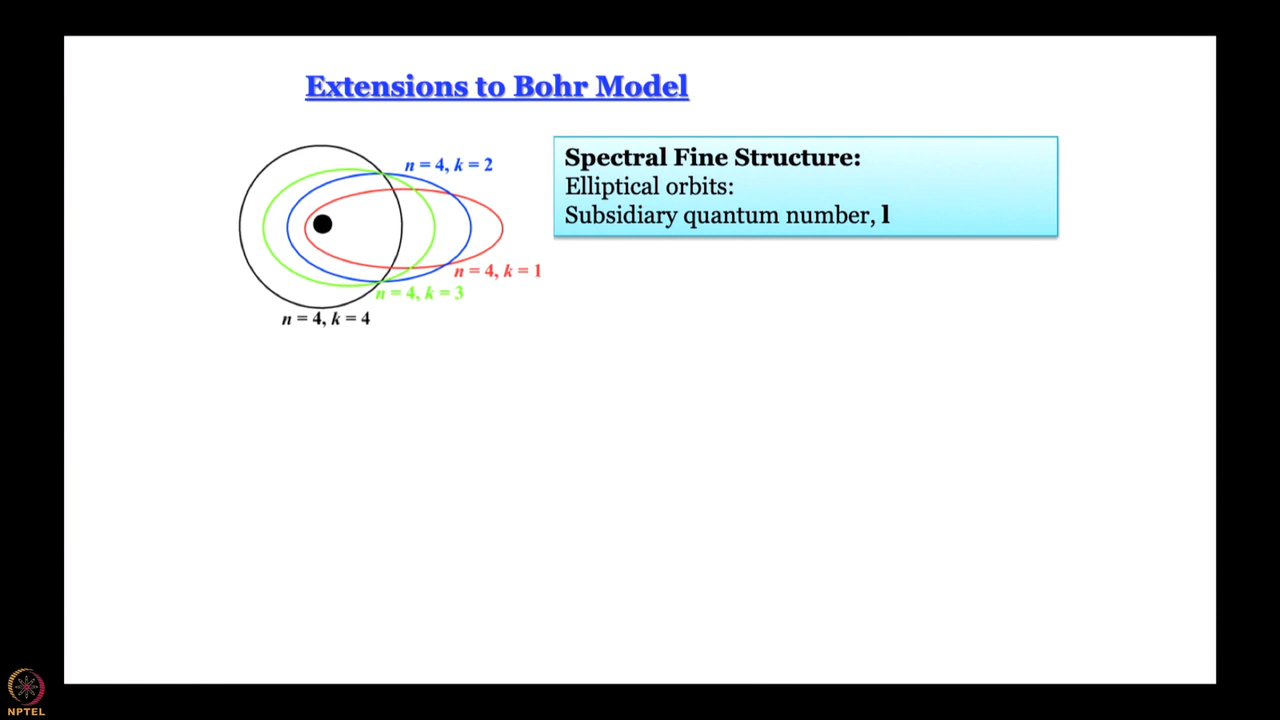 Extensions to Bohr Model
n = 4, k = 2
n = 4, k = 1
n = 4, k = 3
n = 4, k = 4
Spectral Fine Structure:
Elliptical orbits:
Subsidiary quantum number, l
NPTEL